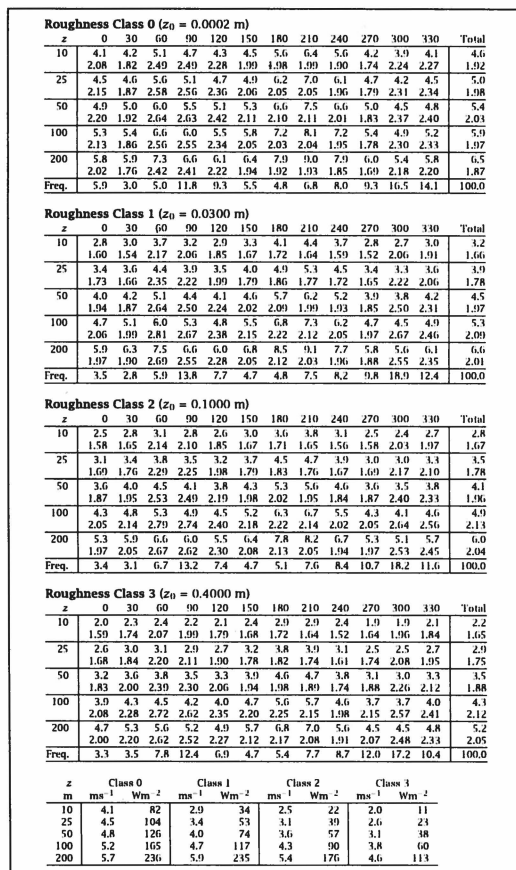 Roughness Class 0 (z0 = 0.0002 m)
z 0 30 60 90 120 150 180 210 240 270 300 330 Total
10 4.1 4.2 5.1 4.7 4.3 4.5 5.6 6.4 5.6 4.2 3.9 4.1 4.6
2.08 1.82 2.49 2.49 2.28 1.99 1.98 1.99 1.90 1.74 2.24 2.27 1.92
25 4.5 4.6 5.6 5.1 4.7 4.9 6.2 7.0 6.1 4.7 4.2 4.5 5.0
2.15 1.87 2.58 2.56 2.36 2.06 2.05 2.05 1.96 1.79 2.31 2.34 1.98
50 4.9 5.0 6.0 5.5 5.1 5.3 6.6 7.5 6.6 5.0 4.5 4.8 5.4
2.20 1.92 2.64 2.63 2.42 2.11 2.10 2.11 2.01 1.83 2.37 2.40 2.03
100 5.3 5.4 6.6 6.0 5.5 5.8 7.2 8.1 7.2 5.4 4.9 5.2 5.9
2.13 1.86 2.56 2.55 2.34 2.05 2.03 2.04 1.95 1.78 2.30 2.33 1.97
200 5.8 5.9 7.3 6.6 6.1 6.4 7.9 9.0 7.9 6.0 5.4 5.8 6.5
2.02 1.76 2.42 2.41 2.22 1.94 1.92 1.93 1.85 1.69 2.18 2.20 1.87
Freq. 5.9 3.0 5.0 11.8 9.3 5.5 4.8 6.8 8.0 9.3 16.5 14.1 100.0
Roughness Class 1 (z0 = 0.0300 m)
z 0 30 60 90 120 150 180 210 240 270 300 330 Total
10 2.8 3.0 3.7 3.2 2.9 3.3 4.1 4.4 3.7 2.8 2.7 3.0 3.2
1.60 1.54 2.17 2.06 1.85 1.67 1.72 1.64 1.59 1.52 2.06 1.91 1.66
25 3.4 3.6 4.4 3.9 3.5 4.0 4.9 5.3 4.5 3.4 3.3 3.6 3.9
1.73 1.66 2.35 2.22 1.99 1.79 1.86 1.77 1.72 1.65 2.22 2.06 1.78
50 4.0 4.2 5.1 4.4 4.1 4.6 5.7 6.2 5.2 3.9 3.8 4.2 4.5
1.94 1.87 2.64 2.50 2.24 2.02 2.09 1.99 1.93 1.85 2.50 2.31 1.97
100 4.7 5.1 6.0 5.3 4.8 5.5 6.8 7.3 6.2 4.7 4.5 4.9 5.3
2.06 1.99 2.81 2.67 2.38 2.15 2.22 2.12 2.05 1.97 2.67 2.46 2.09
200 5.9 6.3 7.5 6.6 6.0 6.8 8.5 9.1 7.7 5.8 5.6 6.1 6.6
1.97 1.90 2.69 2.55 2.28 2.05 2.12 2.03 1.96 1.88 2.55 2.35 2.01
Freq. 3.5 2.8 5.9 13.8 7.7 4.7 4.8 7.5 8.2 9.8 18.9 12.4 100.0
Roughness Class 2 (z0 = 0.1000 m)
z 0 30 60 90 120 150 180 210 240 270 300 330 Total
10 2.5 2.8 3.1 2.8 2.6 3.0 3.6 3.8 3.1 2.5 2.4 2.7 2.8
1.58 1.65 2.14 2.10 1.85 1.67 1.71 1.65 1.56 1.58 2.03 1.97 1.67
25 3.1 3.4 3.8 3.5 3.2 3.7 4.5 4.7 3.9 3.0 3.0 3.3 3.5
1.69 1.76 2.29 2.25 1.98 1.79 1.83 1.76 1.67 1.69 2.17 2.10 1.78
50 3.6 4.0 4.5 4.1 3.8 4.3 5.3 5.6 4.6 3.6 3.5 3.8 4.1
1.87 1.95 2.53 2.49 2.19 1.98 2.02 1.95 1.84 1.87 2.40 2.33 1.96
100 4.3 4.8 5.3 4.9 4.5 5.2 6.3 6.7 5.5 4.3 4.1 4.6 4.9
2.05 2.14 2.79 2.74 2.40 2.18 2.22 2.14 2.02 2.05 2.64 2.56 2.13
200 5.3 5.9 6.6 6.0 5.5 6.4 7.8 8.2 6.7 5.3 5.1 5.7 6.0
1.97 2.05 2.67 2.62 2.30 2.08 2.13 2.05 1.94 1.97 2.53 2.45 2.04
Freq. 3.4 3.1 6.7 13.2 7.4 4.7 5.1 7.6 8.4 10.7 18.2 11.6 100.0
Roughness Class 3 (z0 = 0.4000 m)
z 0 30 60 90 120 150 180 210 240 270 300 330 Total
10 2.0 2.3 2.4 2.2 2.1 2.4 2.9 2.9 2.4 1.9 1.9 2.1 2.2
1.59 1.74 2.07 1.99 1.79 1.68 1.72 1.64 1.52 1.64 1.96 1.84 1.65
25 2.6 3.0 3.1 2.9 2.7 3.2 3.8 3.9 3.1 2.5 2.5 2.7 2.9
1.68 1.84 2.20 2.11 1.90 1.78 1.82 1.74 1.61 1.74 2.08 1.95 1.75
50 3.2 3.6 3.8 3.5 3.3 3.9 4.6 4.7 3.8 3.1 3.0 3.3 3.5
1.83 2.00 2.39 2.30 2.06 1.94 1.98 1.89 1.74 1.88 2.26 2.12 1.88
100 3.9 4.3 4.5 4.2 4.0 4.7 5.6 5.7 4.6 3.7 3.7 4.0 4.3
2.08 2.28 2.72 2.62 2.35 2.20 2.25 2.15 1.98 2.15 2.57 2.41 2.12
200 4.7 5.3 5.6 5.2 4.9 5.7 6.8 7.0 5.6 4.5 4.5 4.8 5.2
2.00 2.20 2.62 2.52 2.27 2.12 2.17 2.08 1.91 2.07 2.48 2.33 2.05
Freq. 3.3 3.5 7.8 12.4 6.9 4.7 5.4 7.7 8.7 12.0 17.2 10.4 100.0
z Class 0 Class 1 Class 2 Class 3
m ms⁻¹ Wm⁻² ms⁻¹ Wm⁻² ms⁻¹ Wm⁻² ms⁻¹ Wm⁻²
10 4.1 82 2.9 34 2.5 22 2.0 11
25 4.5 104 3.4 53 3.1 39 2.6 23
50 4.8 126 4.0 74 3.6 57 3.1 38
100 5.2 165 4.7 117 4.3 90 3.8 60
200 5.7 236 5.9 235 5.4 176 4.6 113